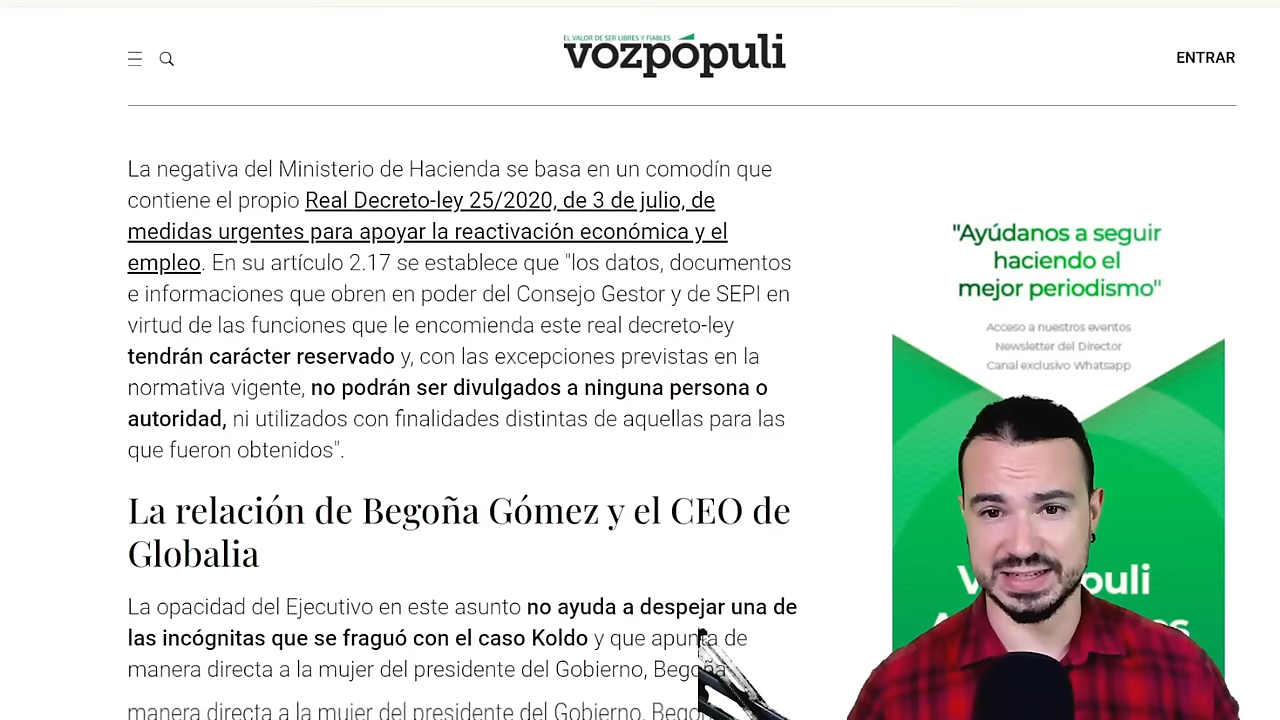 EL VALOR DE SER LIBRES Y FIABLES
vozpópuli
ENTRAR
La negativa del Ministerio de Hacienda se basa en un comodín que
contiene el propio Real Decreto-ley 25/2020, de 3 de julio, de
medidas urgentes para apoyar la reactivación económica y el
empleo. En su artículo 2.17 se establece que "los datos, documentos
e informaciones que obren en poder del Consejo Gestor y de SEPI en
virtud de las funciones que le encomienda este real decreto-ley
tendrán carácter reservado y, con las excepciones previstas en la
normativa vigente, no podrán ser divulgados a ninguna persona o
autoridad, ni utilizados con finalidades distintas de aquellas para las
que fueron obtenidos".
La relación de Begoña Gómez y el CEO de
Globalia
La opacidad del Ejecutivo en este asunto no ayuda a despejar una de
las incógnitas que se fraguó con el caso Koldo y que apunta de
manera directa a la mujer del presidente del Gobierno, Begoña
manera directa a la mujer del presidente del Gobierno,
"Ayúdanos a seguir
haciendo el
mejor periodismo"
Acceso a nuestros eventos
Newsletter del Director
Canal exclusivo Whatsapp